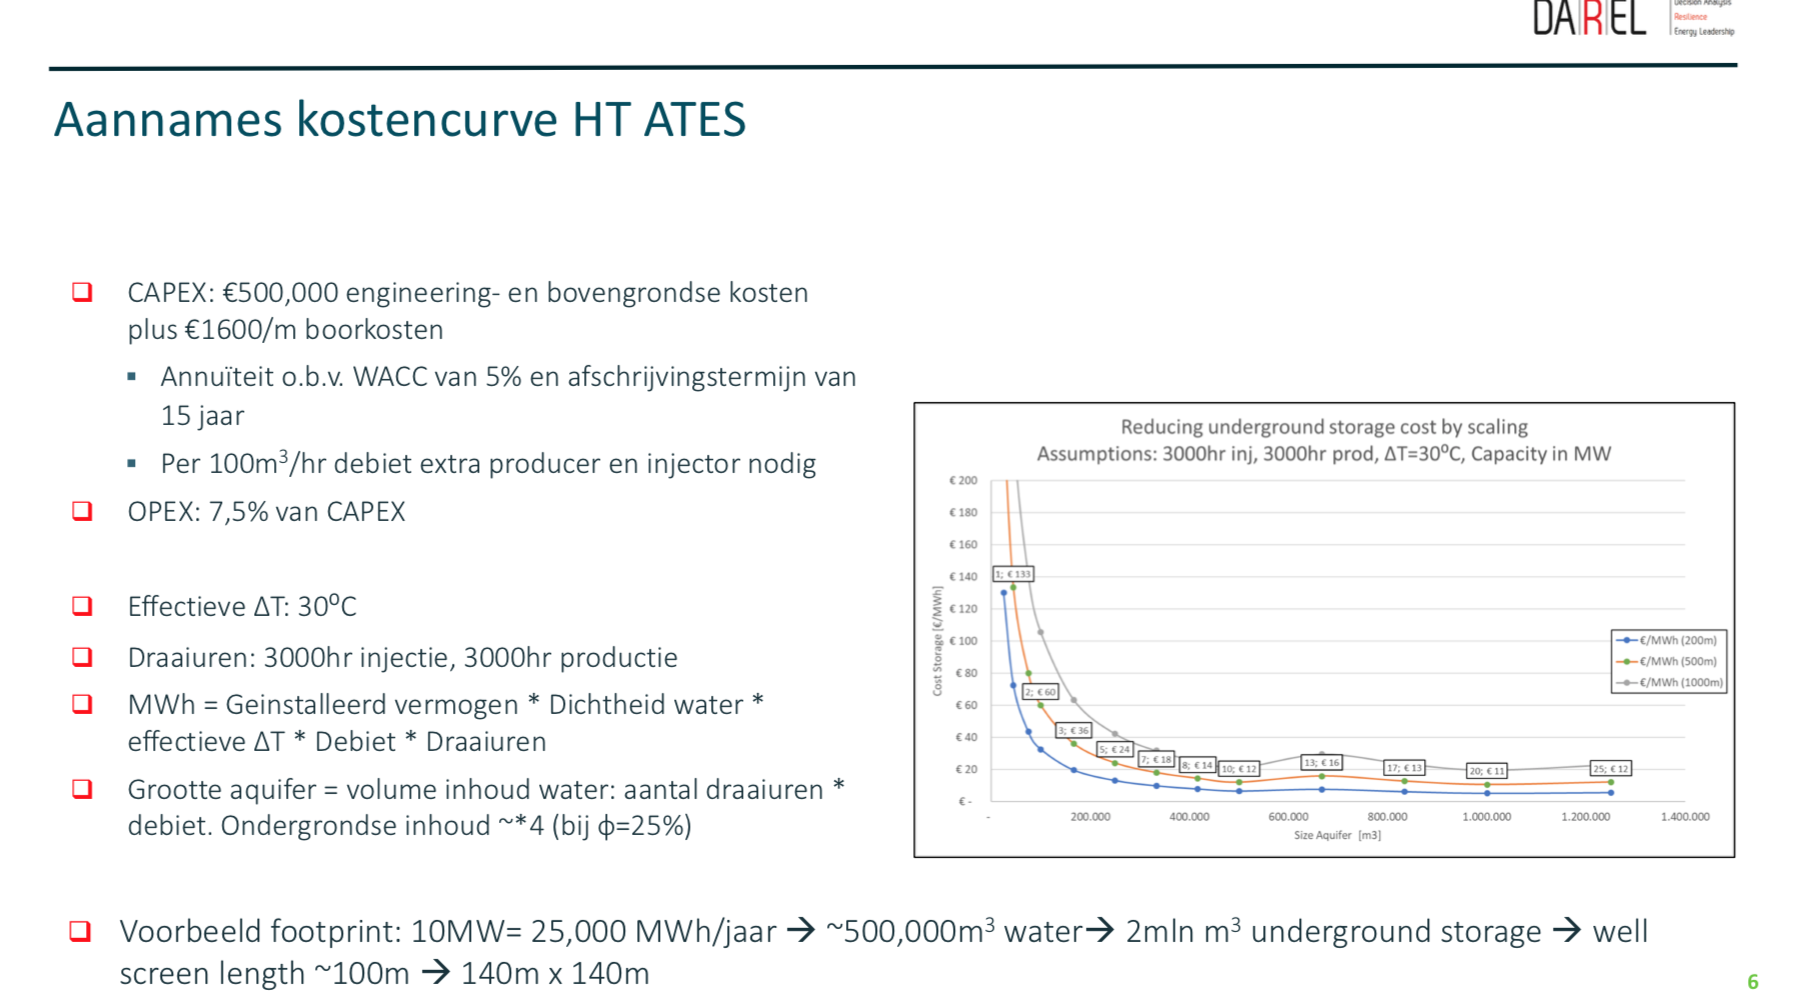 DAREL
Decision Analysis
Resilience
Energy Leadership
Aannames kostencurve HT ATES
CAPEX: €500,000 engineering- en bovengrondse kosten
plus €1600/m boorkosten
Annuïteit o.b.v. WACC van 5% en afschrijvingstermijn van
15 jaar
Per 100m³/hr debiet extra producer en injector nodig
OPEX: 7,5% van CAPEX
Effectieve ΔT: 30⁰C
Draaiuren: 3000hr injectie, 3000hr productie
MWh = Geinstalleerd vermogen * Dichtheid water *
effectieve ΔT * Debiet * Draaiuren
Grootte aquifer = volume inhoud water: aantal draaiuren *
debiet. Ondergrondse inhoud ~*4 (bij φ=25%)
Reducing underground storage cost by scaling
Assumptions: 3000hr inj, 3000hr prod, ΔT=30⁰C, Capacity in MW
Cost Storage [€/MWh]
€ 200
€ 180
€ 160
€ 140
€ 120
€ 100
€ 80
€ 60
€ 40
€ 20
€ -
1; € 133
2; € 60
3; € 36
5; € 24
7; € 18
8; € 14
10; € 12
13; € 16
17; € 13
20; € 11
25; € 12
€/MWh (200m)
€/MWh (500m)
€/MWh (1000m)
- 200.000 400.000 600.000 800.000 1.000.000 1.200.000 1.400.000
Size Aquifer [m3]
Voorbeeld footprint: 10MW= 25,000 MWh/jaar → ~500,000m³ water→ 2mln m³ underground storage → well
screen length ~100m → 140m x 140m
6